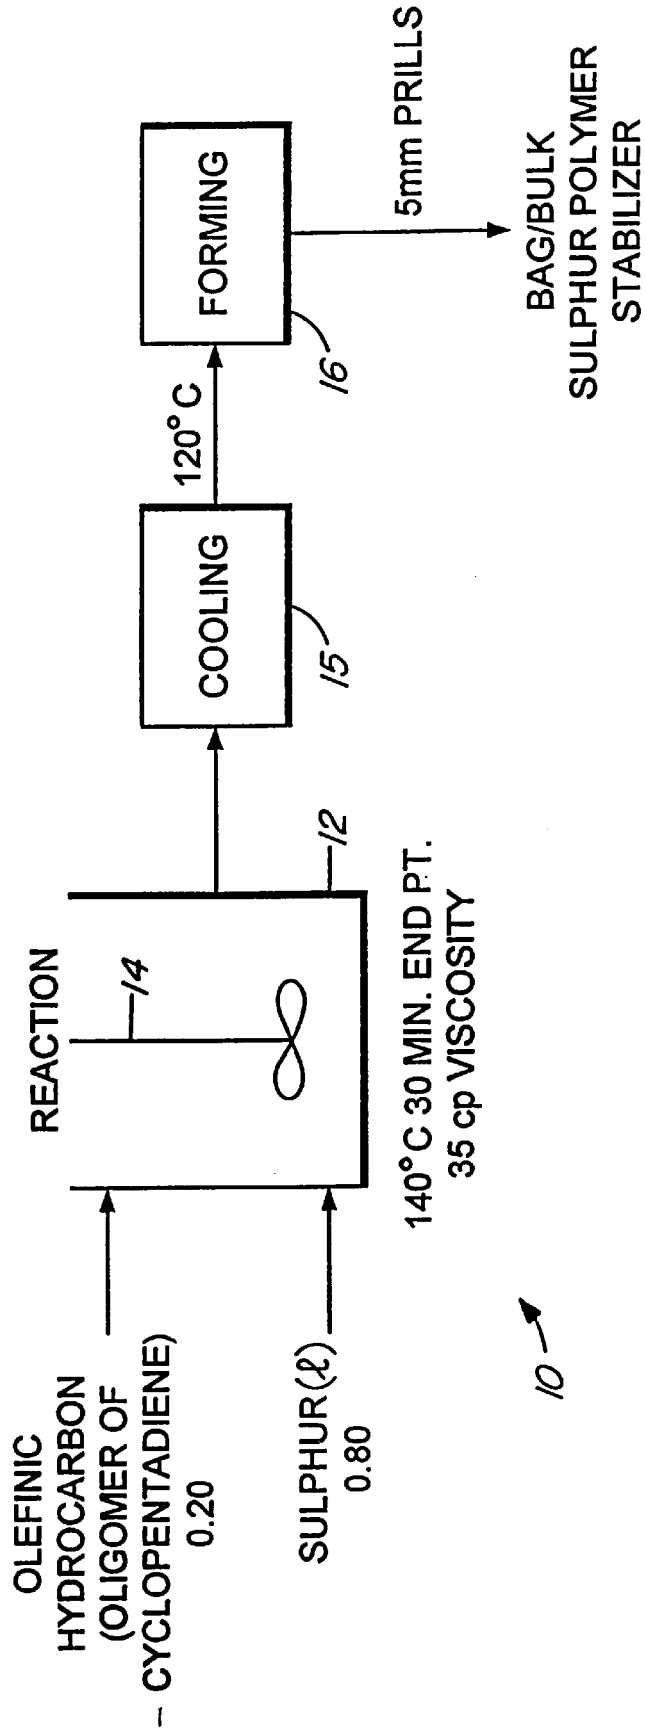 OLEFINIC
HYDROCARBON
(OLIGOMER OF
– CYCLOPENTADIENE)
0.20
SULPHUR(ℓ)
0.80
REACTION
14
12
140°C 30 MIN. END PT.
35 cp VISCOSITY
COOLING
15
120°C
FORMING
16
5mm PRILLS
BAG/BULK
SULPHUR POLYMER
STABILIZER
10